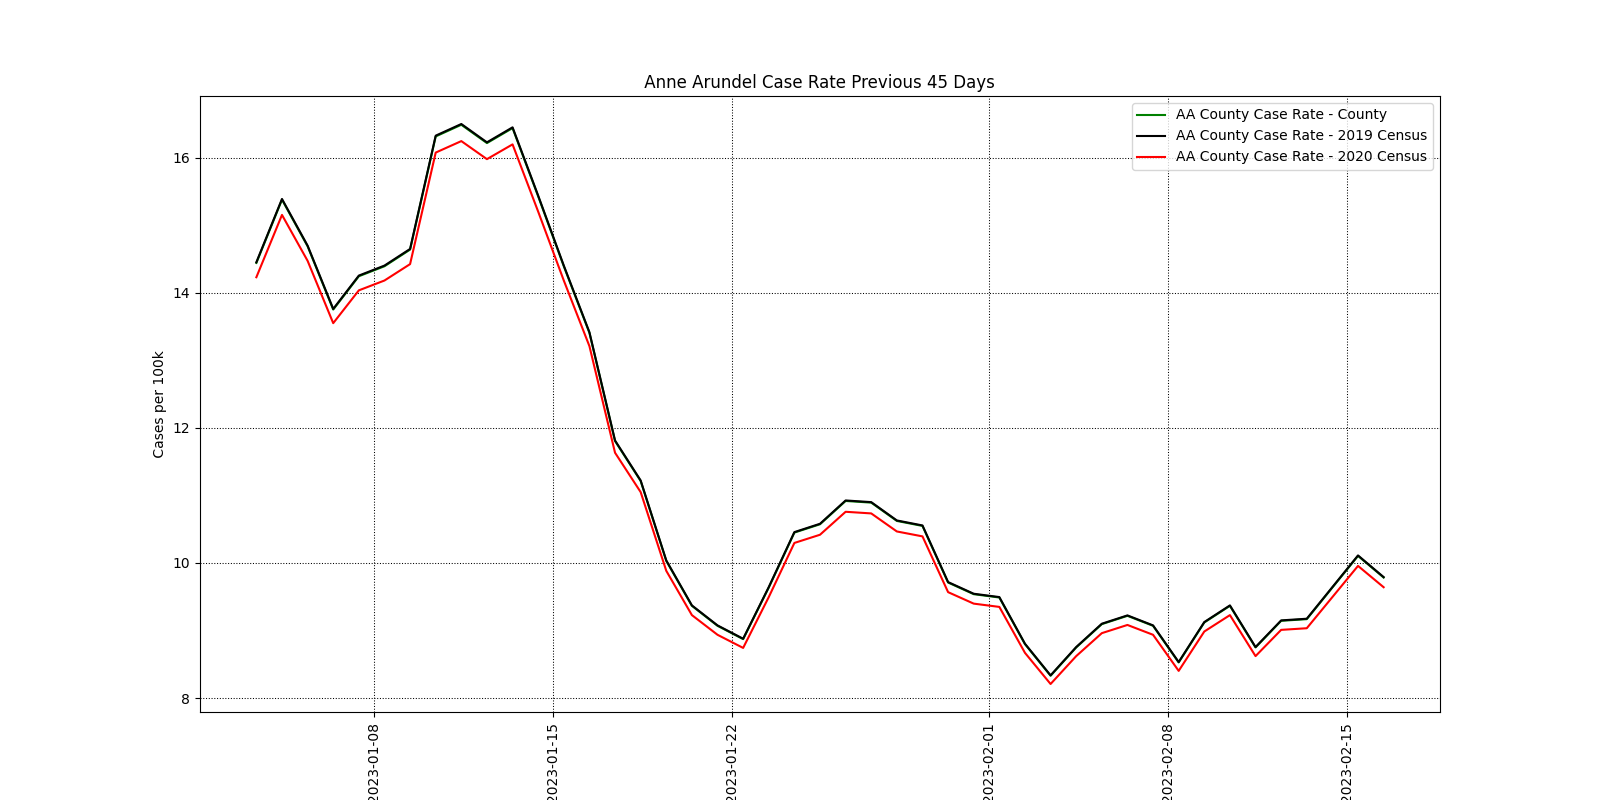 Anne Arundel Case Rate Previous 45 Days
AA County Case Rate - County
AA County Case Rate - 2019 Census
AA County Case Rate - 2020 Census
Cases per 100k
16
14
12
10
8
2023-01-08
2023-01-15
2023-01-22
2023-02-01
2023-02-08
2023-02-15